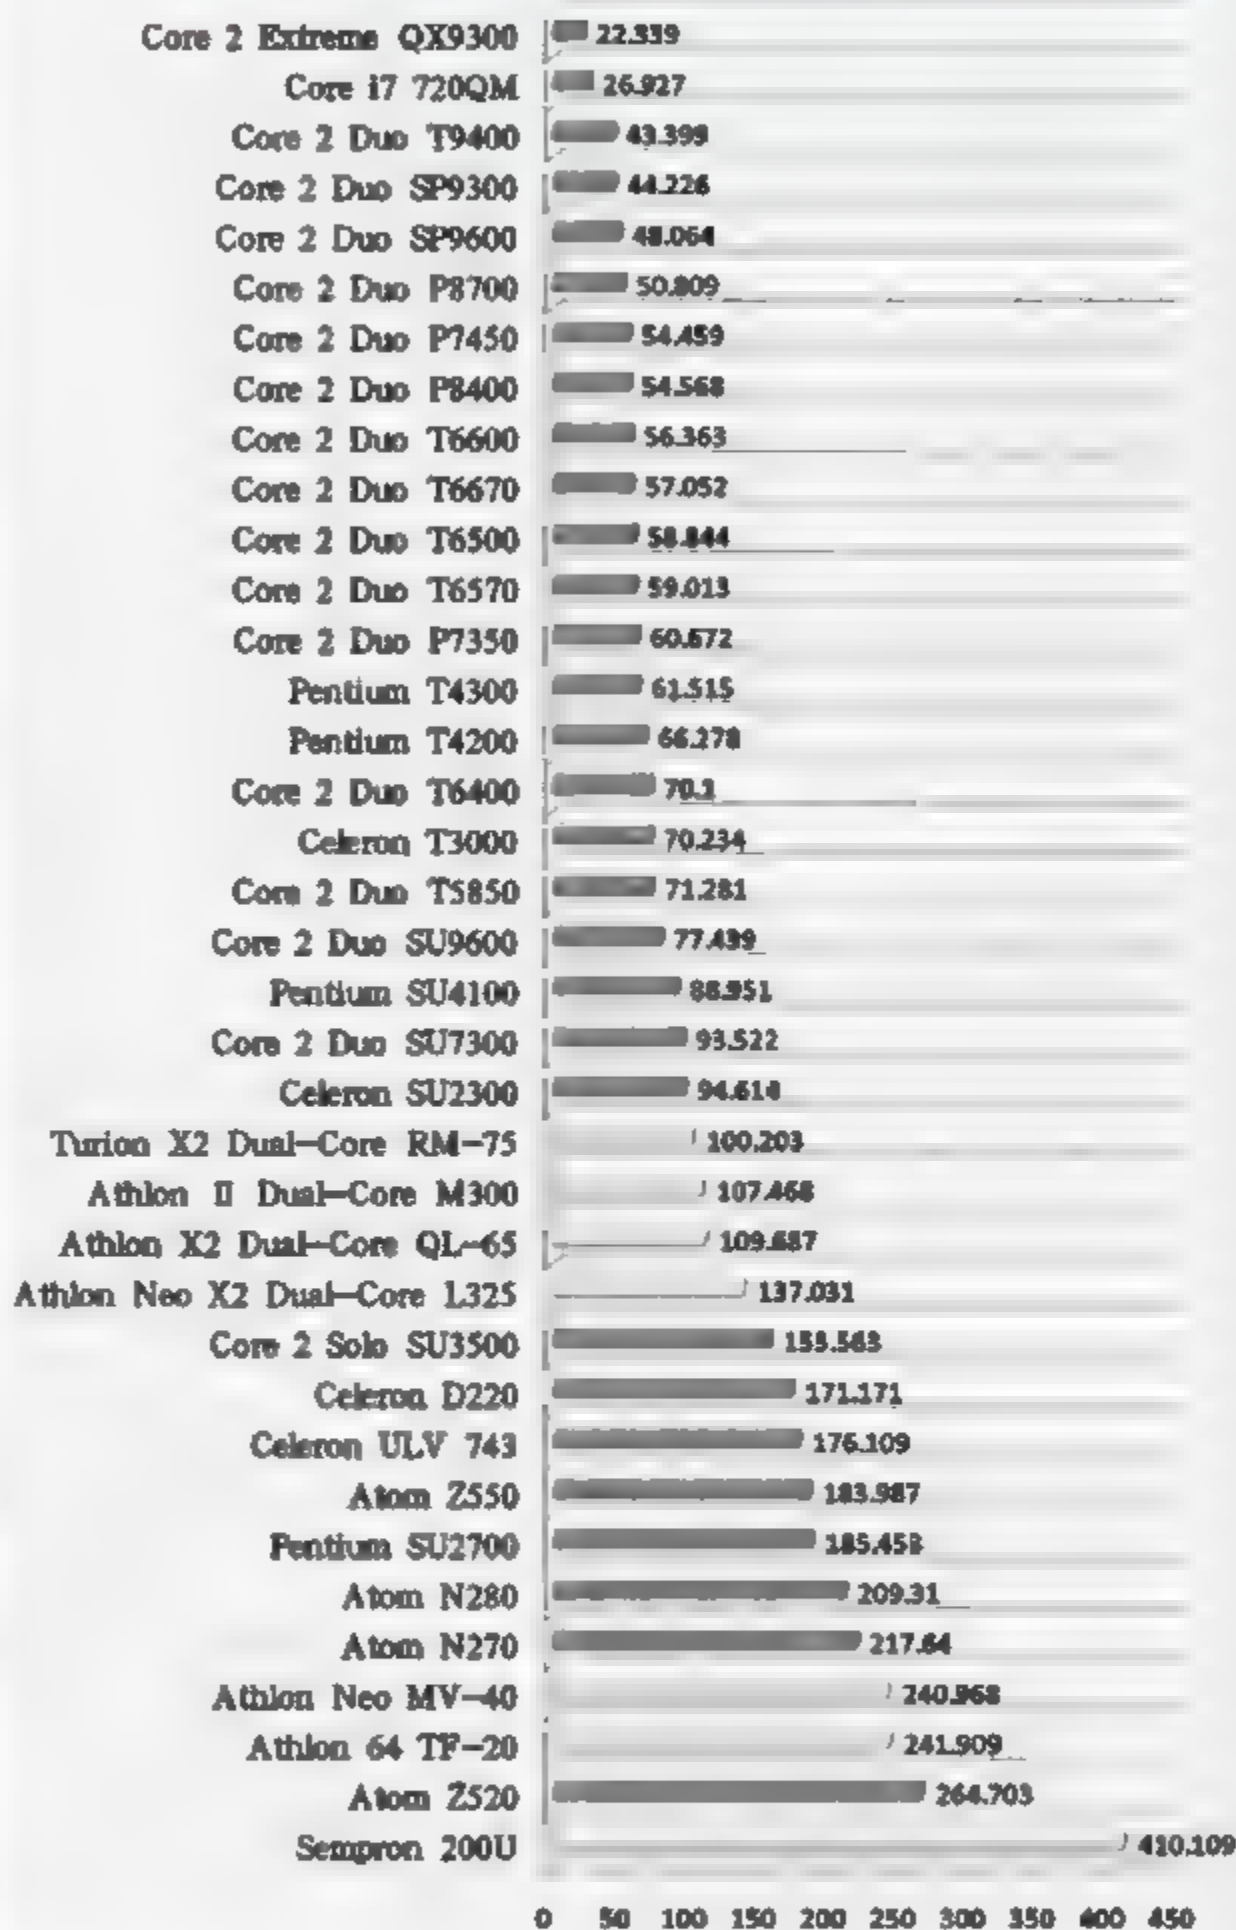 Core 2 Extreme QX9300 22.339
Core i7 720QM 26.927
Core 2 Duo T9400 43.399
Core 2 Duo SP9300 44.226
Core 2 Duo SP9600 48.064
Core 2 Duo P8700 50.809
Core 2 Duo P7450 54.459
Core 2 Duo P8400 54.568
Core 2 Duo T6600 56.363
Core 2 Duo T6670 57.052
Core 2 Duo T6500 58.844
Core 2 Duo T6570 59.013
Core 2 Duo P7350 60.672
Pentium T4300 61.515
Pentium T4200 66.278
Core 2 Duo T6400 70.1
Celeron T3000 70.234
Core 2 Duo T5850 71.281
Core 2 Duo SU9600 77.439
Pentium SU4100 88.951
Core 2 Duo SU7300 93.522
Celeron SU2300 94.614
Turion X2 Dual-Core RM-75 100.203
Athlon II Dual-Core M300 107.468
Athlon X2 Dual-Core QL-65 109.687
Athlon Neo X2 Dual-Core L325 137.031
Core 2 Solo SU3500
Celeron D220 171.171
Celeron ULV 743 176.109
Atom Z550 183.987
Pentium SU2700 185.453
Atom N280 209.31
Atom N270 217.64
Athlon Neo MV-40 240.968
Athlon 64 TF-20 241.909
Atom Z520 264.703
Sempron 200U 410.109
0 50 100 150 200 250 300 350 400 450